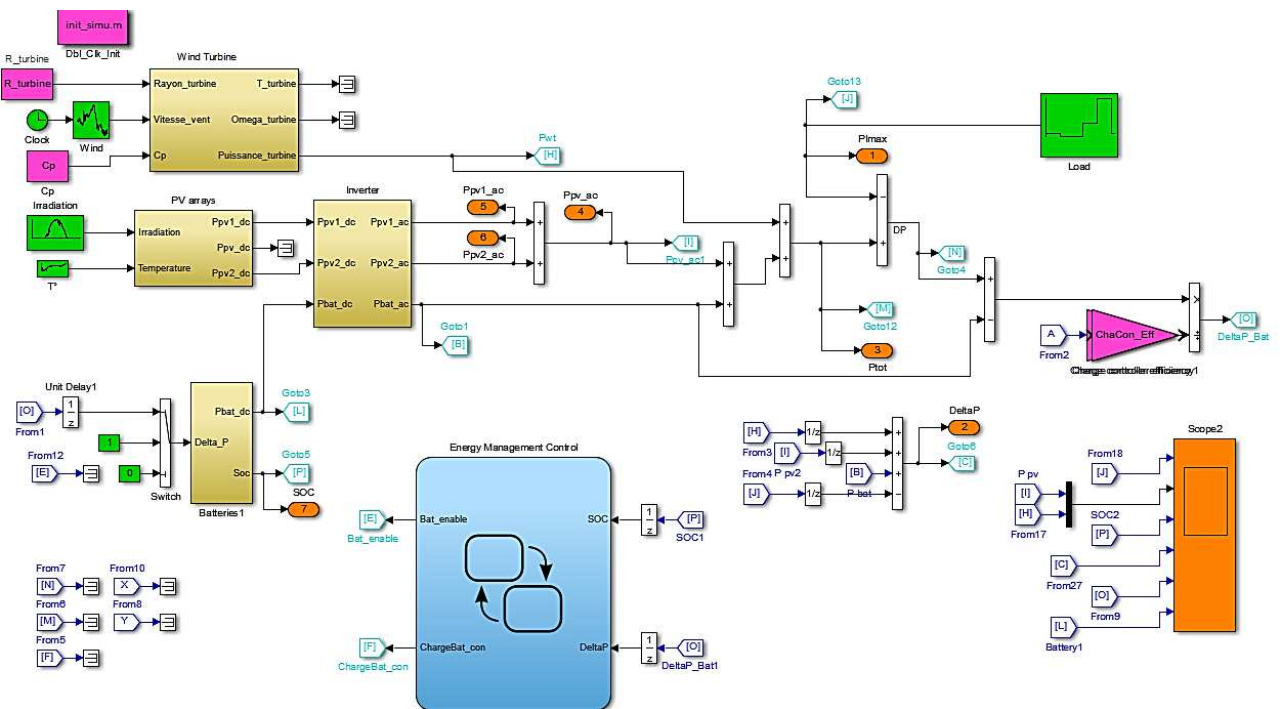 init_simu.m
Dbl_Clk_Init
R_turbine
R_turbine
Clock
Wind
Cp
Cp
Wind Turbine
Rayon_turbine
T_turbine
Vitesse_vent
Omega_turbine
Cp
Puissance_turbine
Pwt
[H]
Irradiation
T°
PV arrays
Irradiation
Temperature
Ppv1_dc
Ppv_dc
Ppv2_dc
Inverter
Ppv1_dc
Ppv1_ac
Ppv2_dc
Ppv2_ac
Pbat_dc
Pbat_ac
Ppv1_ac
5
6
Ppv2_ac
Ppv_ac
4
[I]
Ppv_ac1
Goto1
[B]
Goto13
[J]
Plmax
1
Load
DP
[N]
Goto4
[M]
Goto12
3
Ptot
A
From2
ChaCon_Eff
[O]
DeltaP_Bat
Unit Delay1
[O]
From1
1
z
1
From12
[E]
0
Switch
Pbat_dc
Delta_P
Soc
Batteries1
Goto3
[L]
Goto5
[P]
SOC
7
Energy Management Control
Bat_enable
SOC
ChargeBat_con
DeltaP
[E]
Bat_enable
[F]
ChargeBat_con
1
z
[P]
SOC1
1
z
[O]
DeltaP_Bat1
[H]
1/z
From3
[I]
1/z
From4
P pv2
[B]
P bat
[J]
1/z
DeltaP
2
Goto6
[C]
Scope2
From18
[J]
P pv
[I]
[H]
From17
SOC2
[P]
[C]
From27
[O]
From9
[L]
Battery1
From7
[N]
From10
X
From6
[M]
From8
Y
From5
[F]